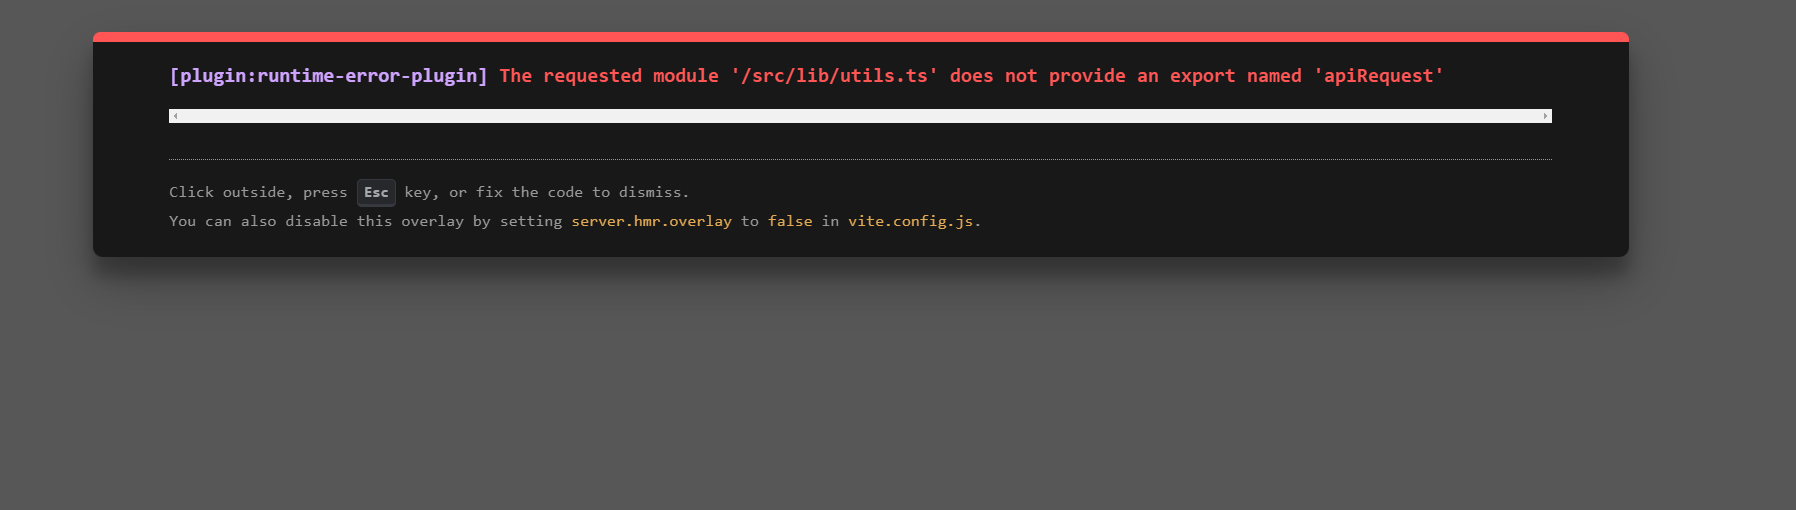 [plugin:runtime-error-plugin] The requested module '/src/lib/utils.ts' does not provide an export named 'apiRequest'
Click outside, press Esc key, or fix the code to dismiss.
You can also disable this overlay by setting server.hmr.overlay to false in vite.config.js.